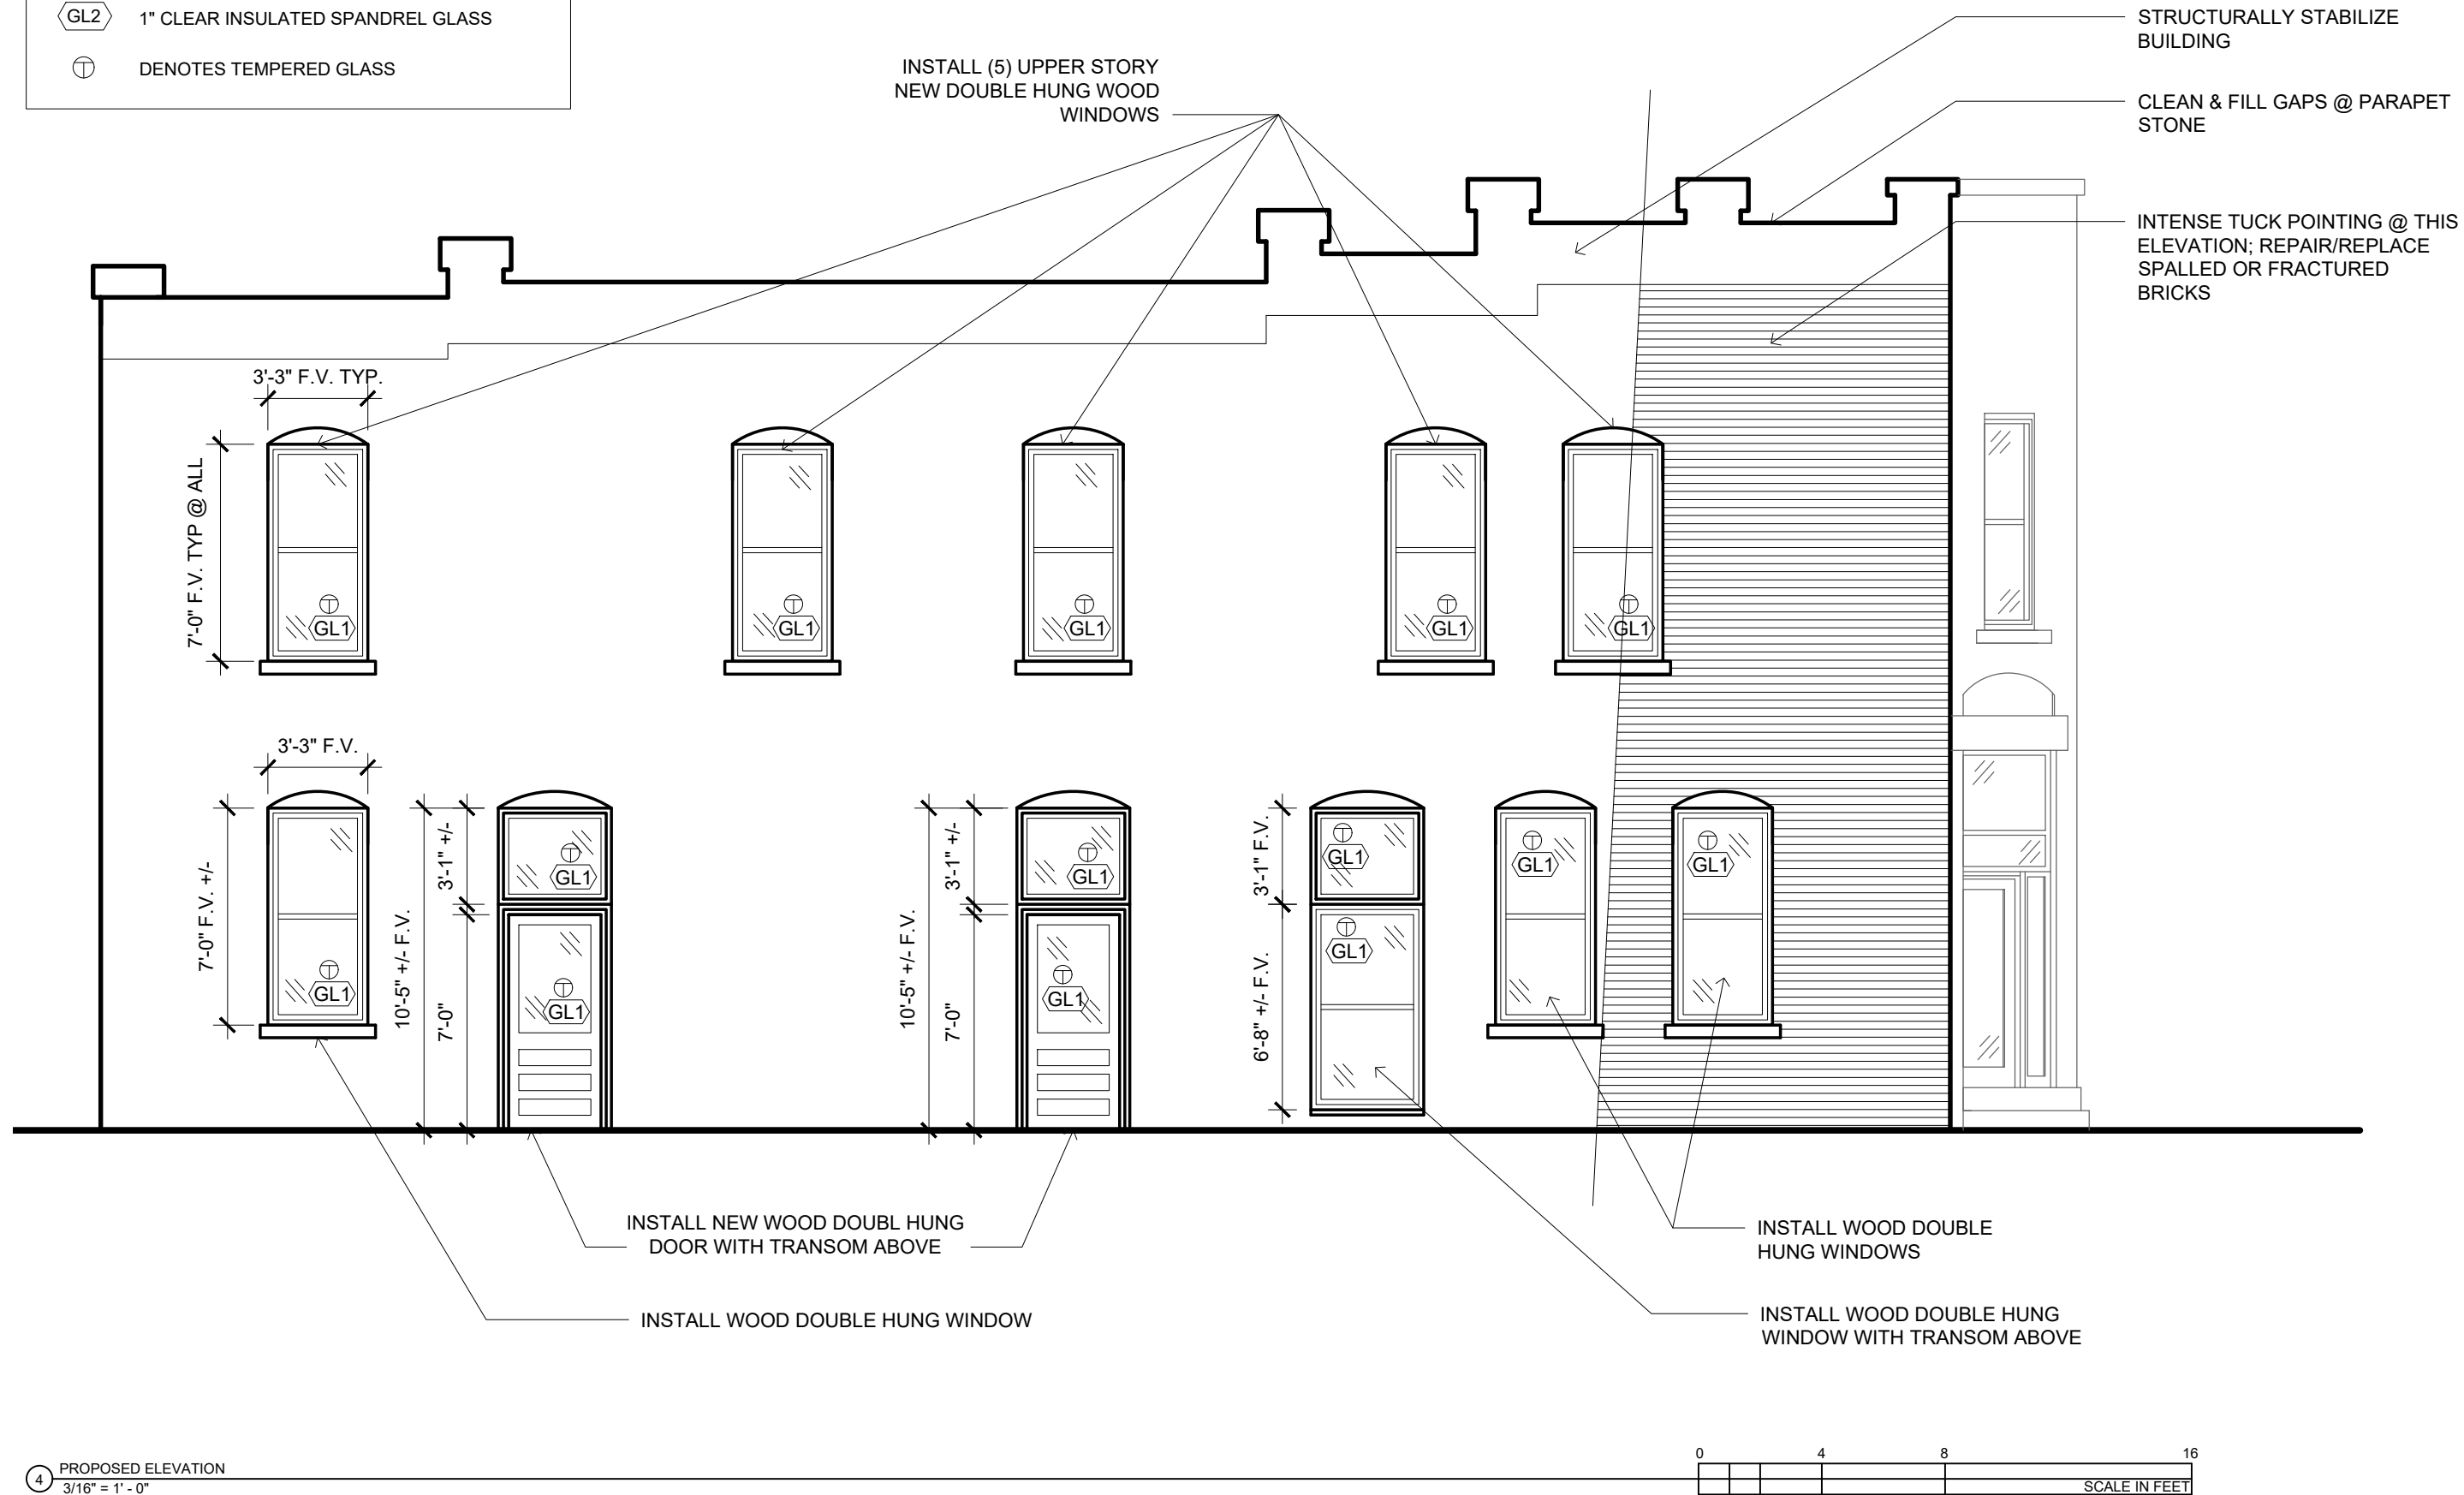 GL2 1" CLEAR INSULATED SPANDREL GLASS
T DENOTES TEMPERED GLASS
INSTALL (5) UPPER STORY
NEW DOUBLE HUNG WOOD
WINDOWS
STRUCTURALLY STABILIZE
BUILDING
CLEAN & FILL GAPS @ PARAPET
STONE
INTENSE TUCK POINTING @ THIS
ELEVATION; REPAIR/REPLACE
SPALLED OR FRACTURED
BRICKS
3'-3" F.V. TYP.
7'-0" F.V. TYP @ ALL
T
GL1
T
GL1
T
GL1
T
GL1
T
GL1
3'-3" F.V.
7'-0" F.V. +/-
T
GL1
10'-5" +/- F.V.
3'-1" +/-
7'-0"
T
GL1
T
GL1
10'-5" +/- F.V.
3'-1" +/-
7'-0"
T
GL1
T
GL1
3'-1" F.V.
6'-8" +/- F.V.
T
GL1
T
GL1
T
GL1
T
GL1
INSTALL NEW WOOD DOUBL HUNG
DOOR WITH TRANSOM ABOVE
INSTALL WOOD DOUBLE HUNG WINDOW
INSTALL WOOD DOUBLE
HUNG WINDOWS
INSTALL WOOD DOUBLE HUNG
WINDOW WITH TRANSOM ABOVE
4 PROPOSED ELEVATION
3/16" = 1' - 0"
0 4 8 16
SCALE IN FEET